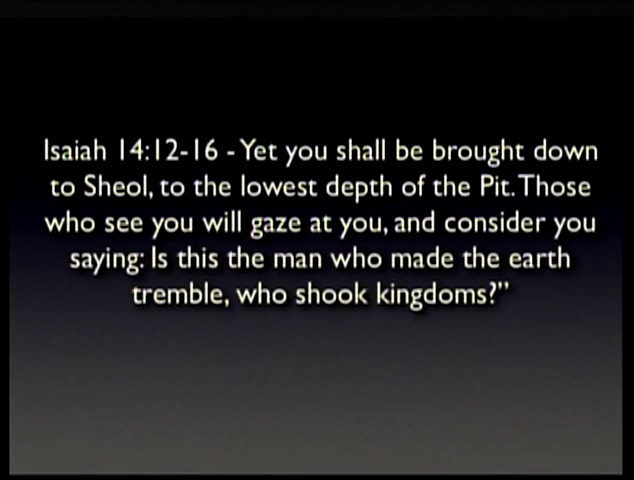 Isaiah 14:12-16 - Yet you shall be brought down
to Sheol, to the lowest depth of the Pit. Those
who see you will gaze at you, and consider you
saying: Is this the man who made the earth
tremble, who shook kingdoms?”